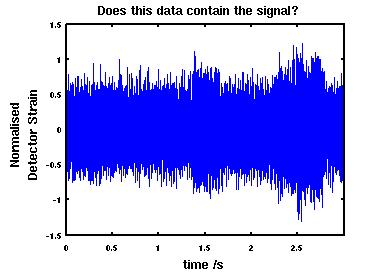 Does this data contain the signal?
1.5
1
0.5
0
-0.5
-1
-1.5
Normalised
Detector Strain
0 0.5 1 1.5 2 2.5
time /s